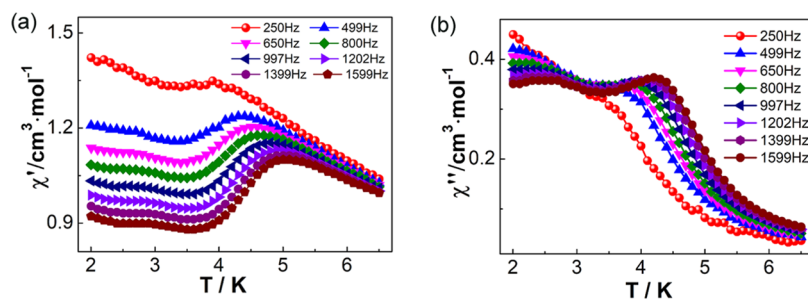 (a)
χ'/cm³·mol⁻¹
1.5
1.2
0.9
250Hz 499Hz
650Hz 800Hz
997Hz 1202Hz
1399Hz 1599Hz
2 3 4 5 6
T / K
(b)
χ''/cm³·mol⁻¹
0.4
0.2
250Hz
499Hz
650Hz
800Hz
997Hz
1202Hz
1399Hz
1599Hz
2 3 4 5 6
T / K